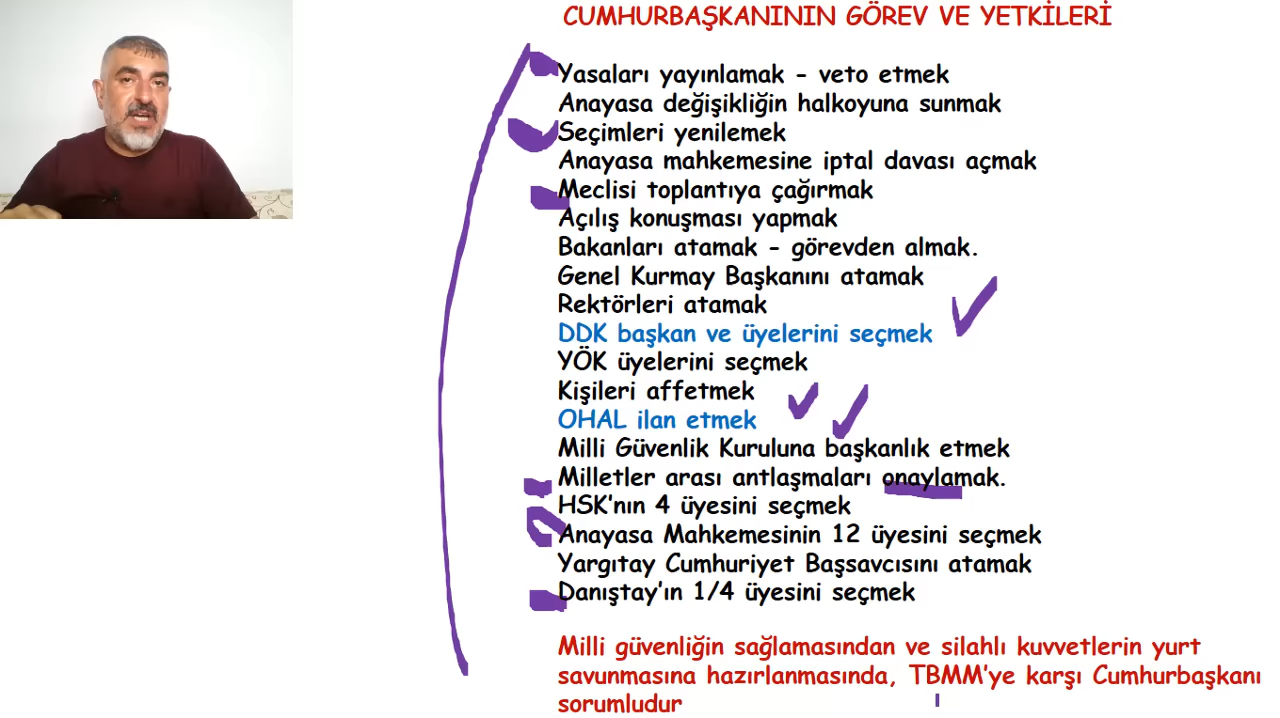 CUMHURBAŞKANININ GÖREV VE YETKİLERİ
Yasaları yayınlamak - veto etmek
Anayasa değişikliğin halkoyuna sunmak
Seçimleri yenilemek
Anayasa mahkemesine iptal davası açmak
Meclisi toplantıya çağırmak
Açılış konuşması yapmak
Bakanları atamak - görevden almak.
Genel Kurmay Başkanını atamak
Rektörleri atamak
DDK başkan ve üyelerini seçmek
YÖK üyelerini seçmek
Kişileri affetmek
OHAL ilan etmek
Milli Güvenlik Kuruluna başkanlık etmek
Milletler arası antlaşmaları onaylamak.
HSK'nın 4 üyesini seçmek
Anayasa Mahkemesinin 12 üyesini seçmek
Yargıtay Cumhuriyet Başsavcısını atamak
Danıştay'ın 1/4 üyesini seçmek
Milli güvenliğin sağlamasından ve silahlı kuvvetlerin yurt
savunmasına hazırlanmasında, TBMM'ye karşı Cumhurbaşkanı
sorumludur